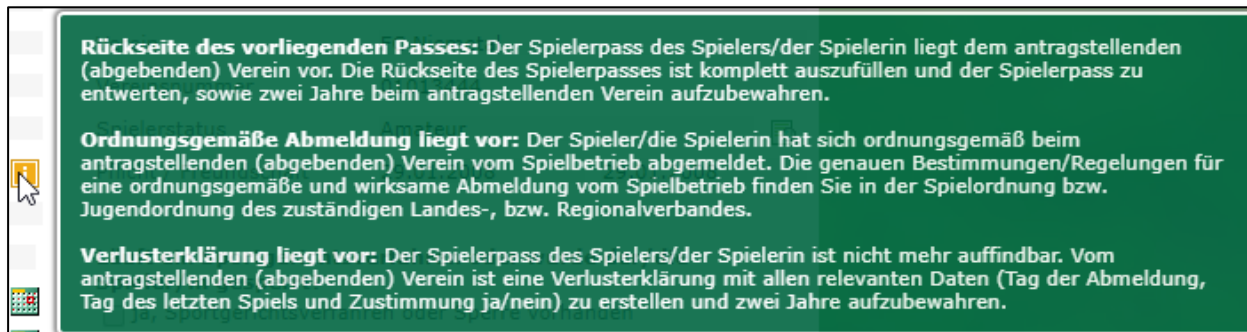 Rückseite des vorliegenden Passes: Der Spielerpass des Spielers/der Spielerin liegt dem antragstellenden
(abgebenden) Verein vor. Die Rückseite des Spielerpasses ist komplett auszufüllen und der Spielerpass zu
entwerten, sowie zwei Jahre beim antragstellenden Verein aufzubewahren.
Ordnungsgemäße Abmeldung liegt vor: Der Spieler/die Spielerin hat sich ordnungsgemäß beim
antragstellenden (abgebenden) Verein vom Spielbetrieb abgemeldet. Die genauen Bestimmungen/Regelungen für
eine ordnungsgemäße und wirksame Abmeldung vom Spielbetrieb finden Sie in der Spielordnung bzw.
Jugendordnung des zuständigen Landes-, bzw. Regionalverbandes.
Verlusterklärung liegt vor: Der Spielerpass des Spielers/der Spielerin ist nicht mehr auffindbar. Vom
antragstellenden (abgebenden) Verein ist eine Verlusterklärung mit allen relevanten Daten (Tag der Abmeldung,
Tag des letzten Spiels und Zustimmung ja/nein) zu erstellen und zwei Jahre aufzubewahren.
ja, Sportgerichtsverfahren oder Sperre vorhanden